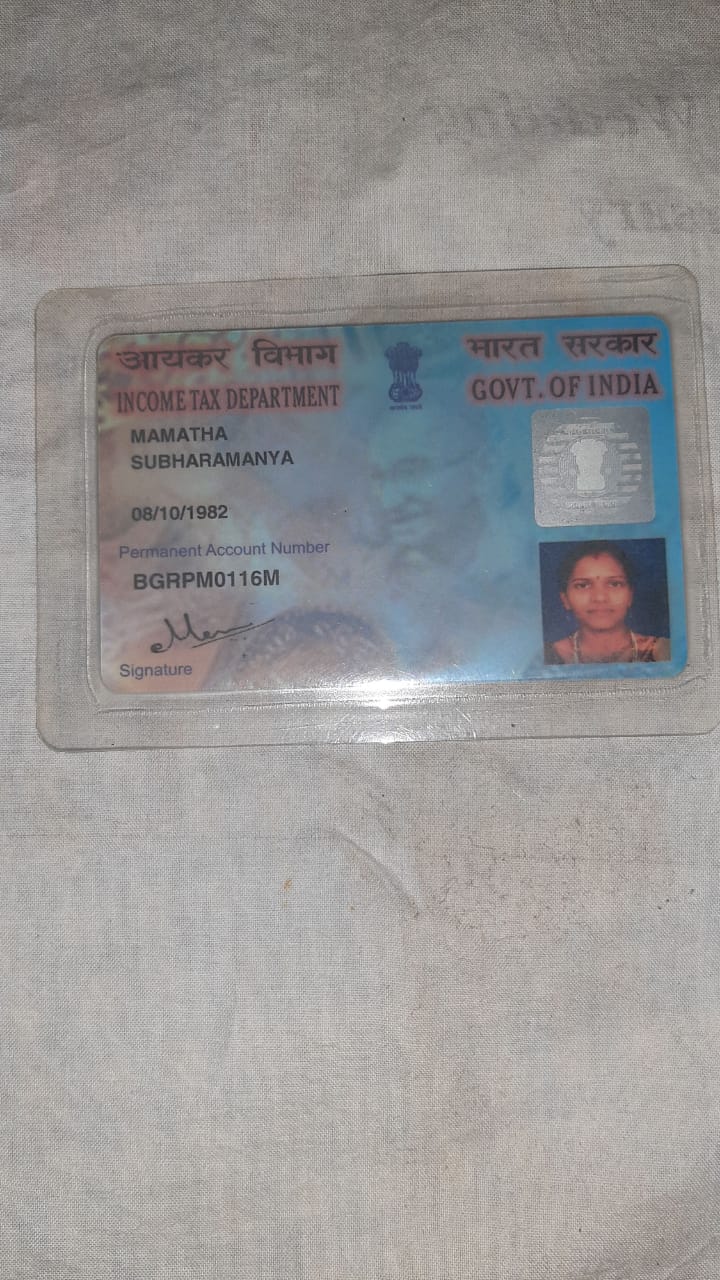 आयकर विभाग
INCOME TAX DEPARTMENT
भारत सरकार
GOVT. OF INDIA
MAMATHA
SUBHARAMANYA
08/10/1982
Permanent Account Number
BGRPM0116M
Signature